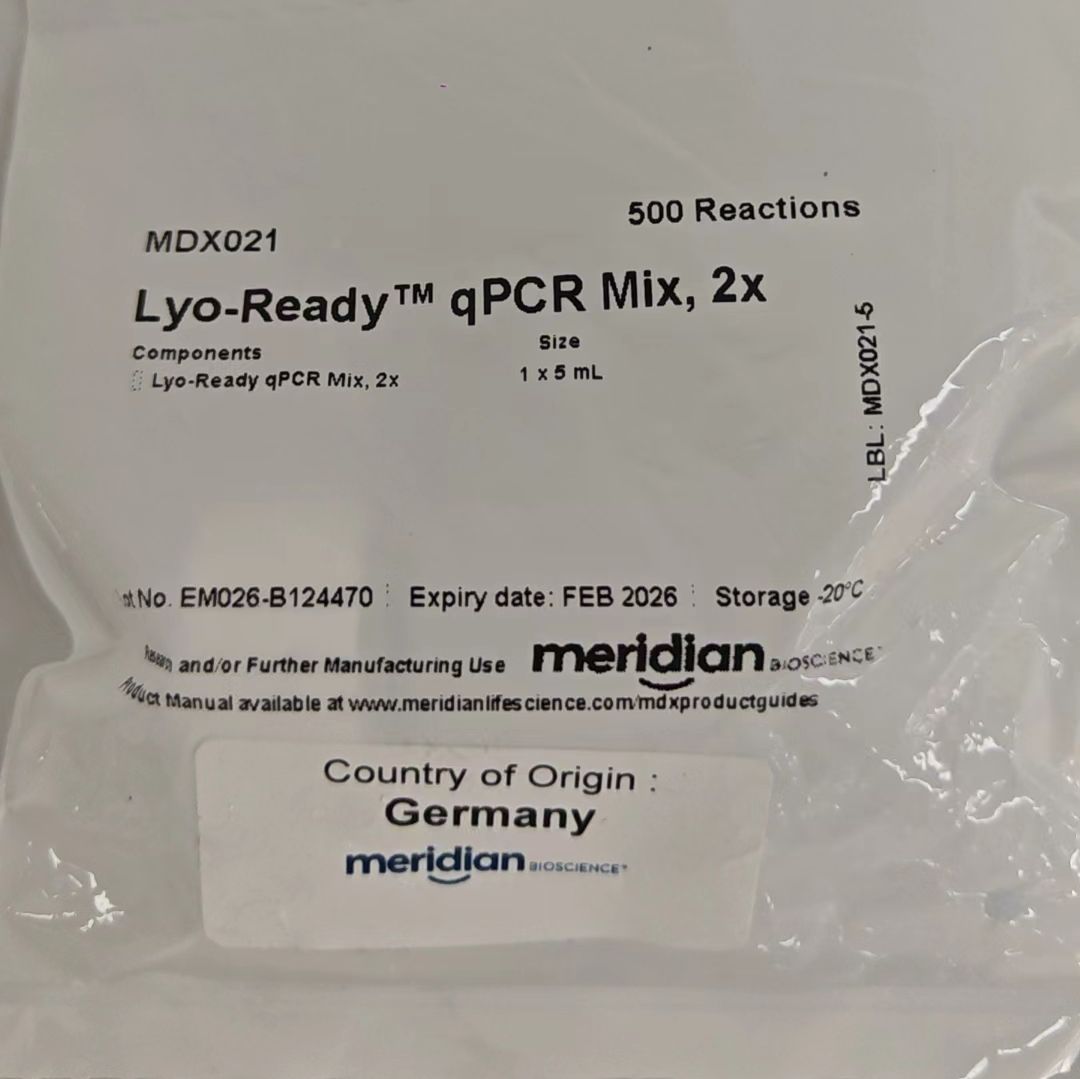 500 Reactions
MDX021
Lyo-Ready™ qPCR Mix, 2x
Components Size
Lyo-Ready qPCR Mix, 2x 1 x 5 mL
LBL: MDX021-5
No. EM026-B124470 Expiry date: FEB 2026 Storage -20°C
and/or Further Manufacturing Use meridian BIOSCIENCE
Product Manual available at www.meridianlifescience.com/mdxproductguides
Country of Origin :
Germany
meridian BIOSCIENCE